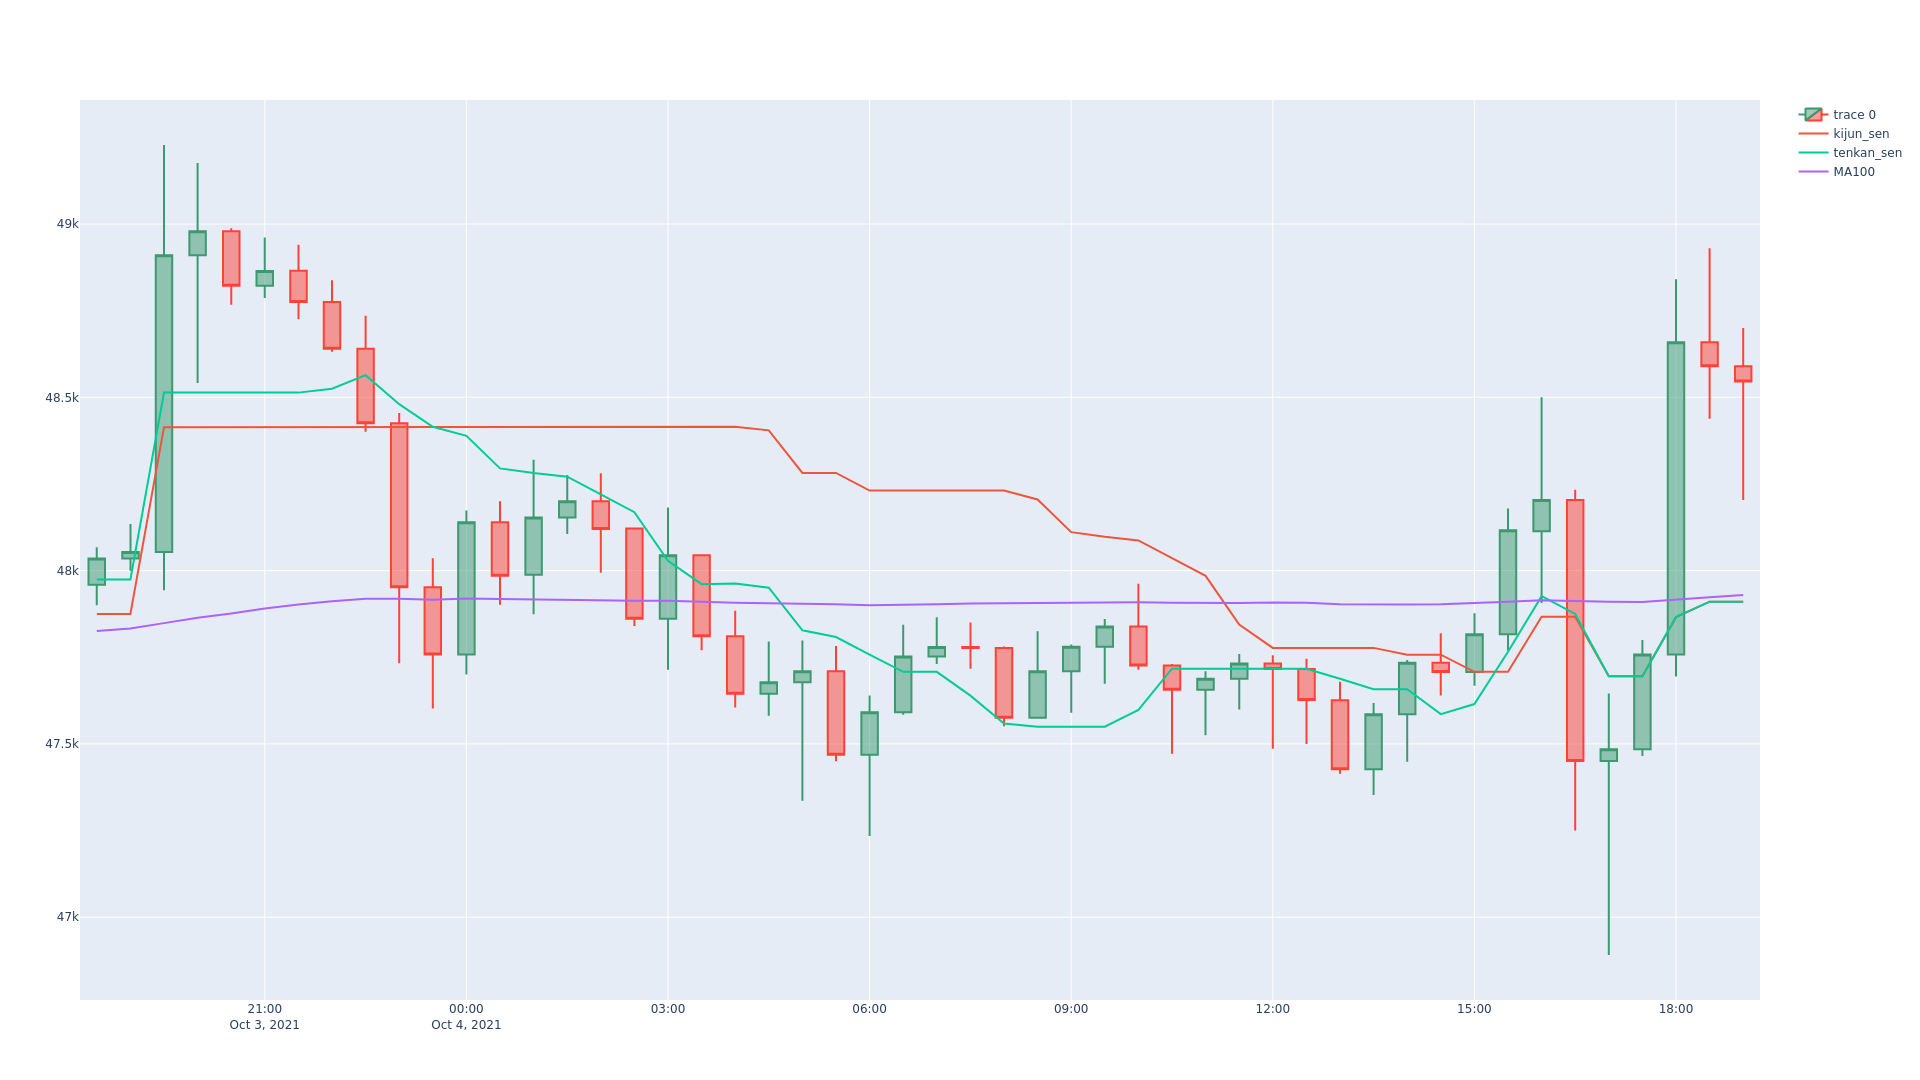 trace 0
kijun_sen
tenkan_sen
MA100
49k
48.5k
48k
47.5k
47k
21:00 00:00 03:00 06:00 09:00 12:00 15:00 18:00
Oct 3, 2021 Oct 4, 2021